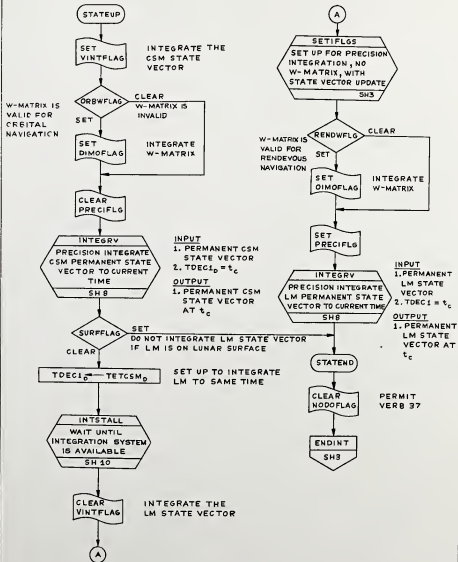 STATEUP
SET
VINTFLAG
INTEGRATE THE
CSM STATE
VECTOR
W-MATRIX IS
VALID FOR
ORBITAL
NAVIGATION
ORBWFLAG
CLEAR
W-MATRIX IS
INVALID
SET
SET
DIMOFLAG
INTEGRATE
W-MATRIX
CLEAR
PRECIFLG
INTEGRV
PRECISION INTEGRATE
CSM PERMANENT STATE
VECTOR TO CURRENT
TIME
SH 8
INPUT
1. PERMANENT CSM
STATE VECTOR
2. TDEC1D = tc
OUTPUT
1. PERMANENT CSM
STATE VECTOR
AT tc
SURFFLAG
SET
DO NOT INTEGRATE LM STATE VECTOR
IF LM IS ON LUNAR SURFACE
CLEAR
TDEC1D ← TETCSMD
SET UP TO INTEGRATE
LM TO SAME TIME
INTSTALL
WAIT UNTIL
INTEGRATION SYSTEM
IS AVAILABLE
SH 10
CLEAR
VINTFLAG
INTEGRATE THE
LM STATE VECTOR
A
A
SETIFLGS
SET UP FOR PRECISION
INTEGRATION, NO
W-MATRIX, WITH
STATE VECTOR UPDATE
SH3
W-MATRIX IS
VALID FOR
RENDEVOUS
NAVIGATION
RENDWFLG
CLEAR
SET
SET
DIMOFLAG
INTEGRATE
W-MATRIX
SET
PRECIFLG
INTEGRV
PRECISION INTEGRATE
LM PERMANENT STATE
VECTOR TO CURRENT TIME
SH8
INPUT
1. PERMANENT
LM STATE
VECTOR
2. TDEC1 = tc
OUTPUT
1. PERMANENT
LM STATE
VECTOR AT
tc
STATEND
CLEAR
NODOFLAG
PERMIT
VERB 37
ENDINT
SH3